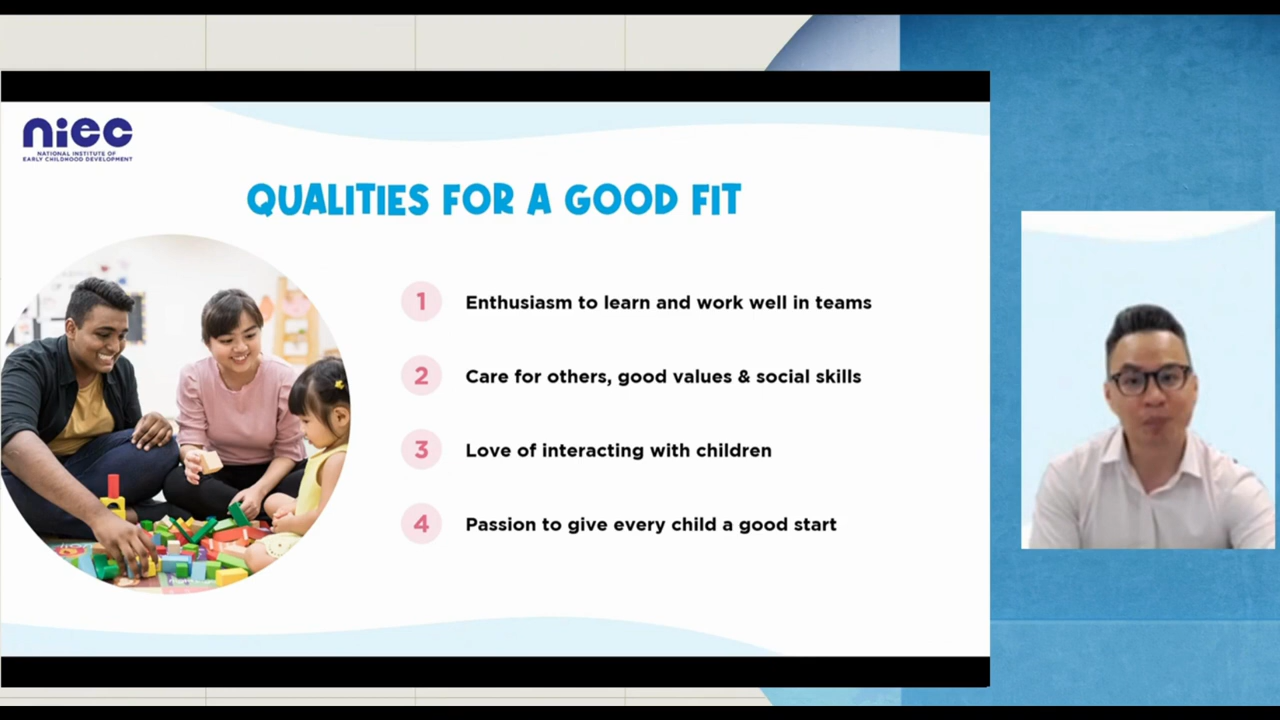 niec
NATIONAL INSTITUTE OF
EARLY CHILDHOOD DEVELOPMENT
QUALITIES FOR A GOOD FIT
1 Enthusiasm to learn and work well in teams
2 Care for others, good values & social skills
3 Love of interacting with children
4 Passion to give every child a good start